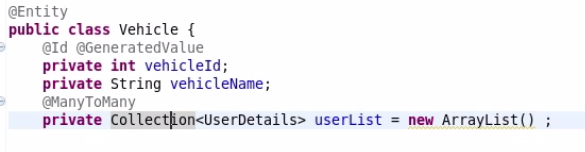 @Entity
public class Vehicle {
@Id @GeneratedValue
private int vehicleId;
private String vehicleName;
@ManyToMany
private Collection<UserDetails> userList = new ArrayList() ;